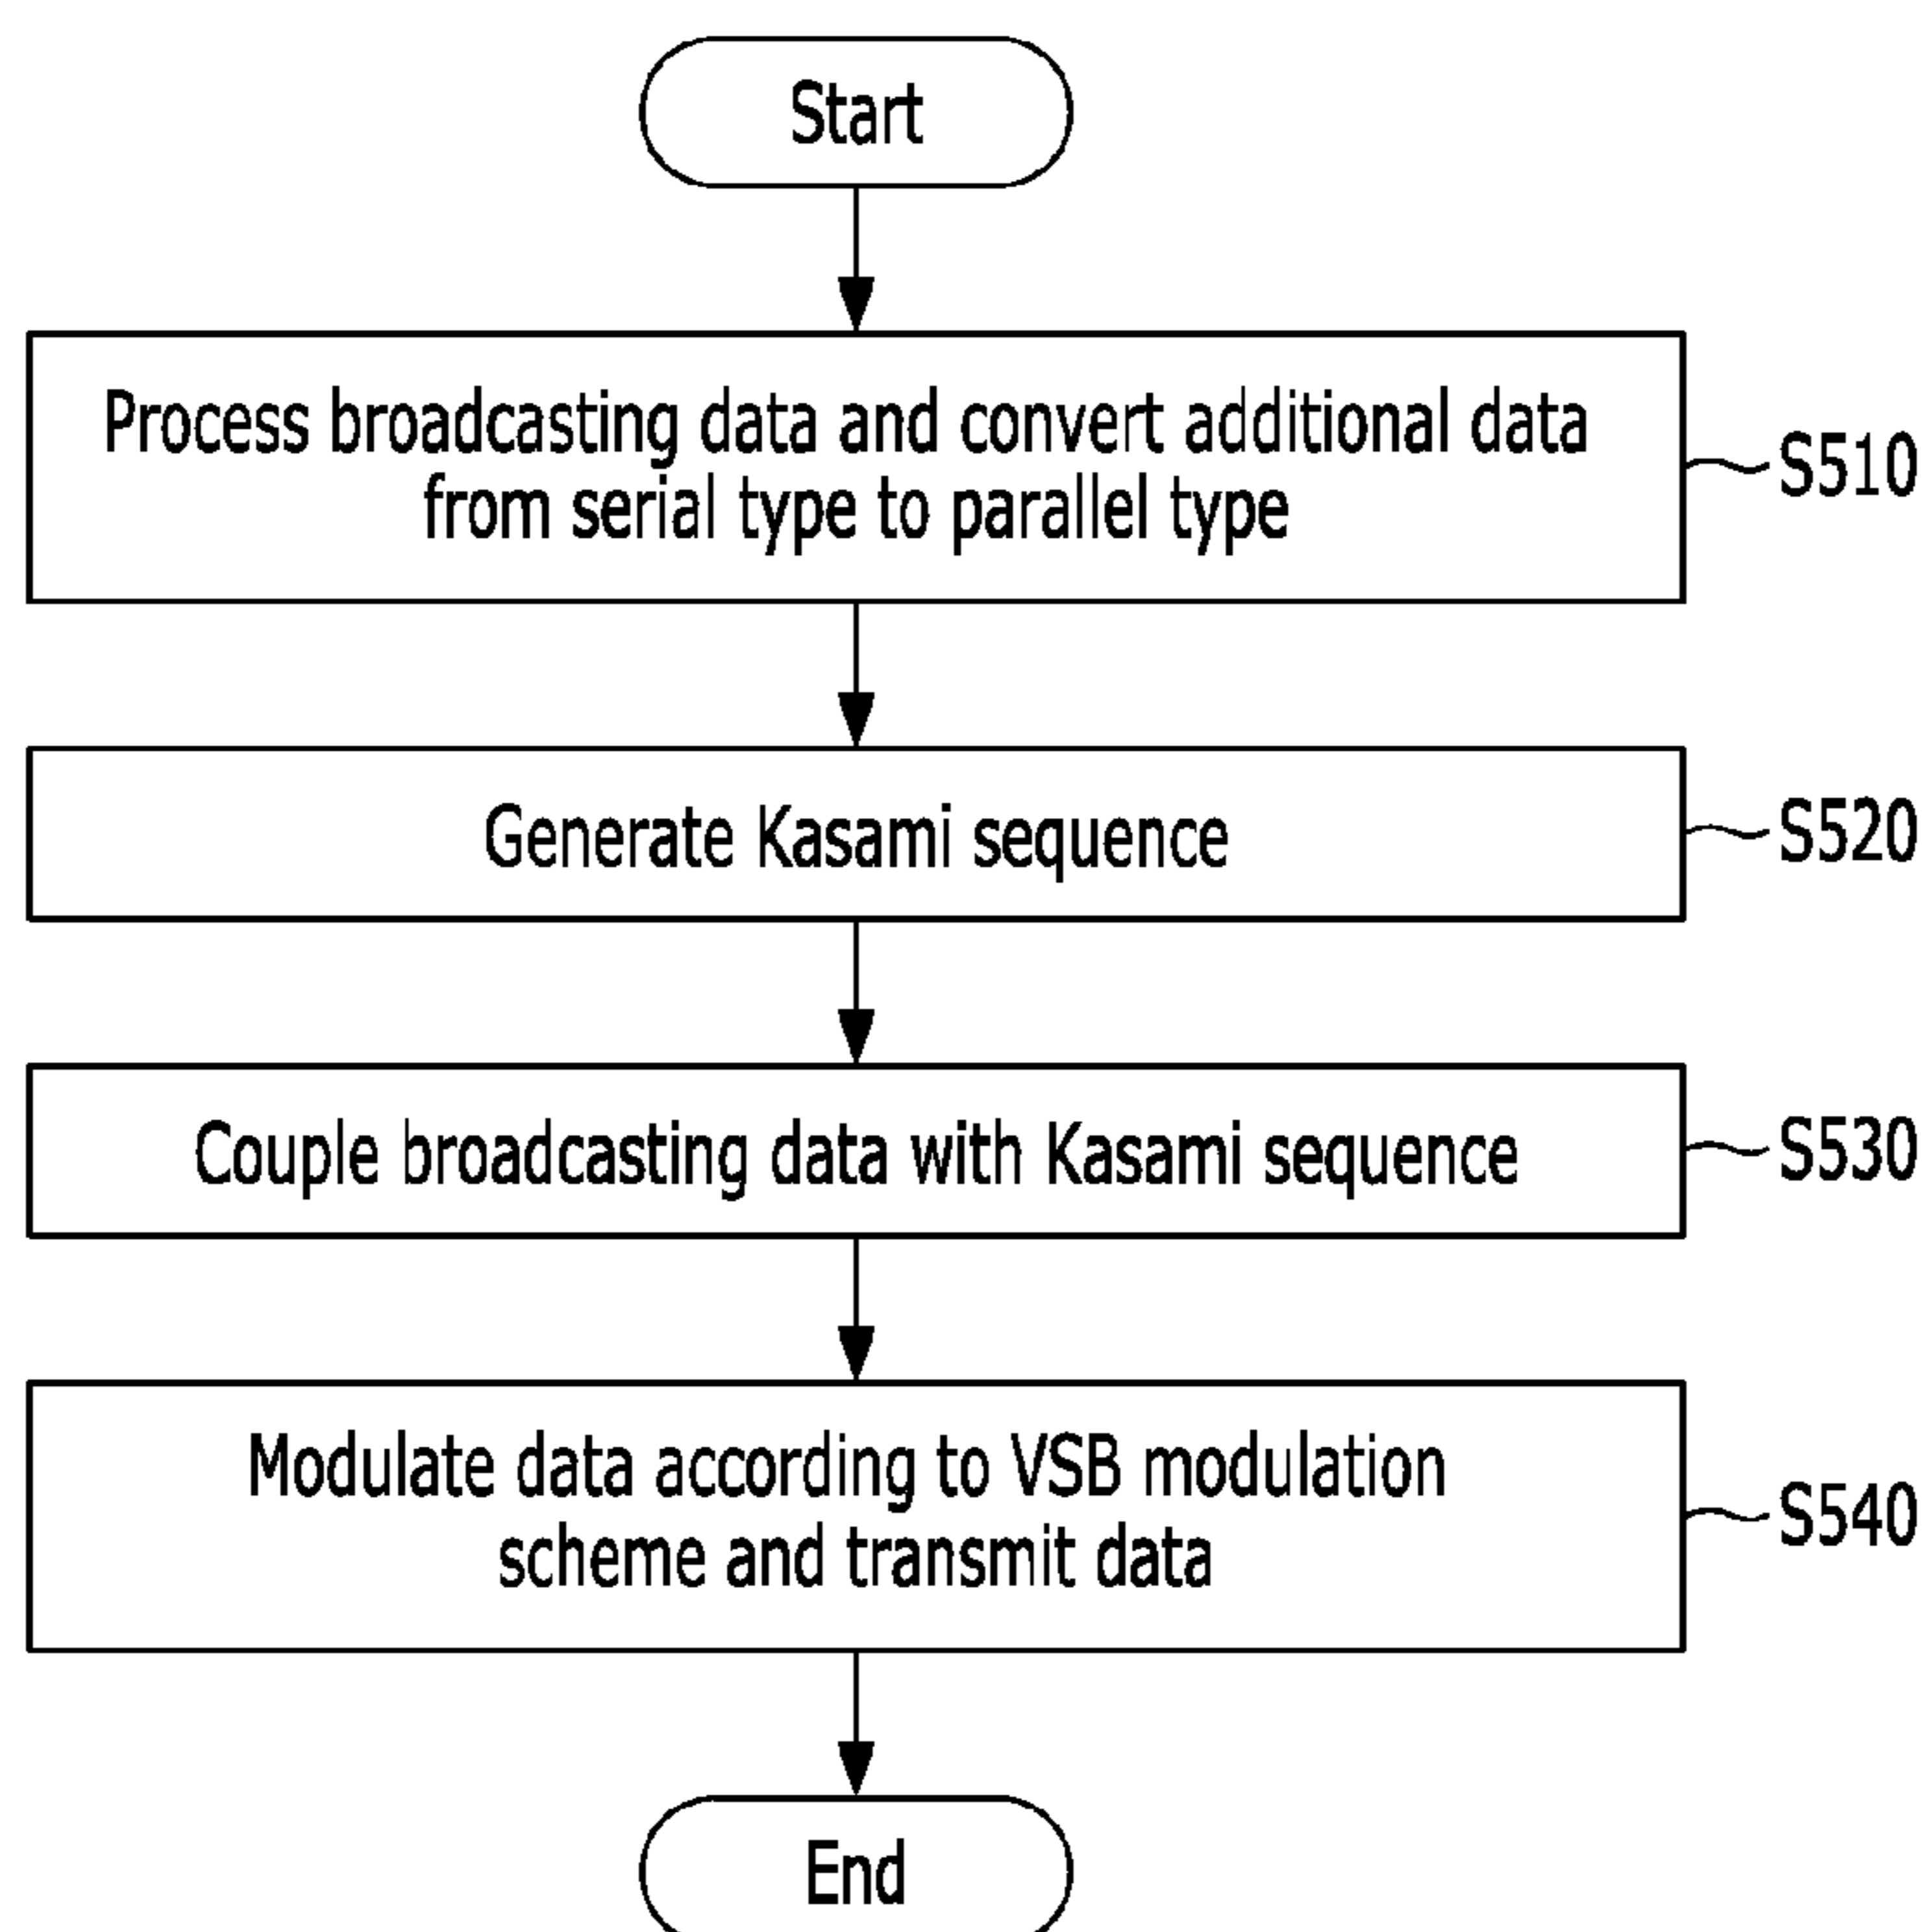 Start
Process broadcasting data and convert additional data
from serial type to parallel type
S510
Generate Kasami sequence
S520
Couple broadcasting data with Kasami sequence
S530
Modulate data according to VSB modulation
scheme and transmit data
S540
End